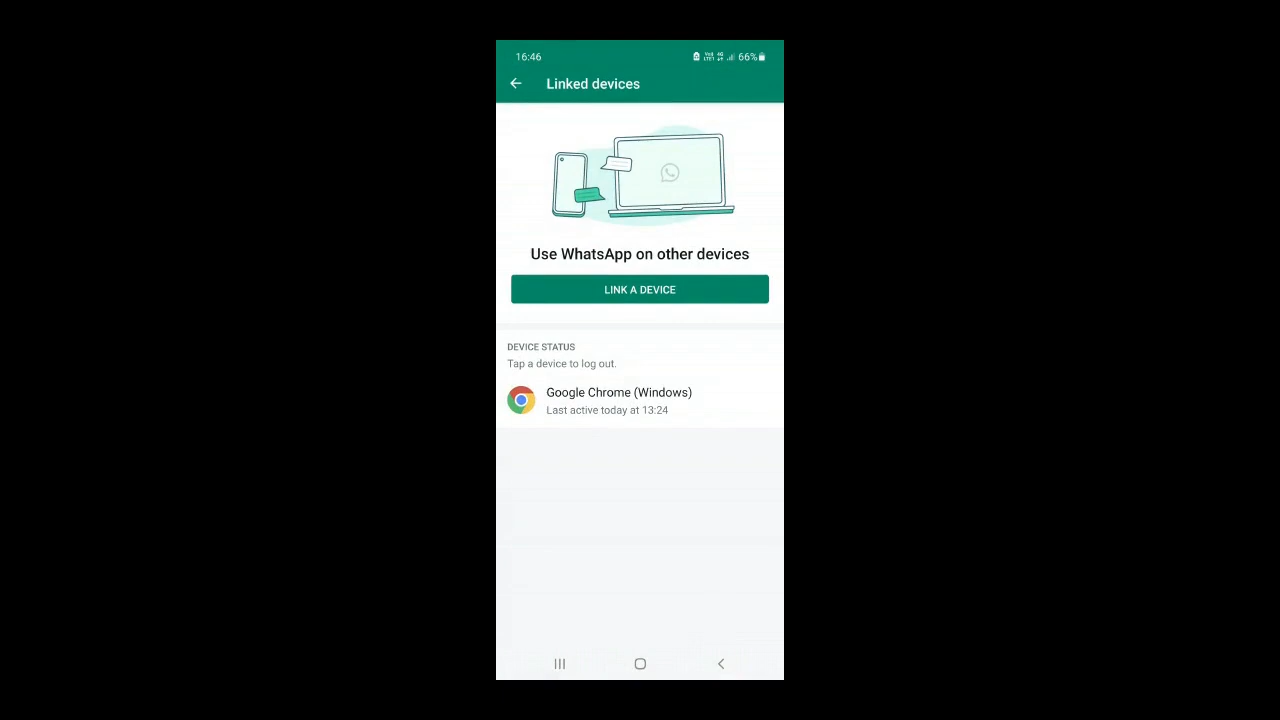 16:46
66%
Linked devices
Use WhatsApp on other devices
LINK A DEVICE
DEVICE STATUS
Tap a device to log out.
Google Chrome (Windows)
Last active today at 13:24